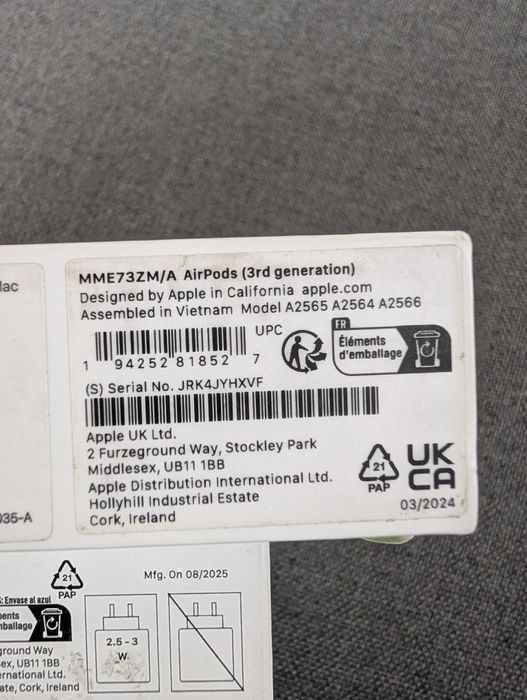 Mac
035-A
MME73ZM/A AirPods (3rd generation)
Designed by Apple in California apple.com
Assembled in Vietnam Model A2565 A2564 A2566
UPC
1 94252 81852 7
FR
Éléments
d'emballage
(S) Serial No. JRK4JYHXVF
Apple UK Ltd.
2 Furzeground Way, Stockley Park
Middlesex, UB11 1BB
Apple Distribution International Ltd.
Hollyhill Industrial Estate
Cork, Ireland
21
PAP
UK
CA
03/2024
21
PAP
Mfg. On 08/2025
: Envase al azul
ments
mballage
2.5 - 3
W
ground Way
sex, UB11 1BB
ernational Ltd.
ate, Cork, Ireland